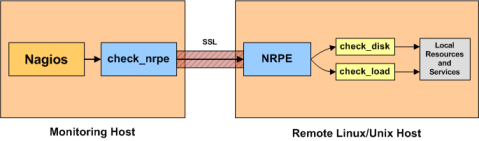 SSL
Nagios
check_nrpe
NRPE
check_disk
check_load
Local
Resources
and
Services
Monitoring Host
Remote Linux/Unix Host